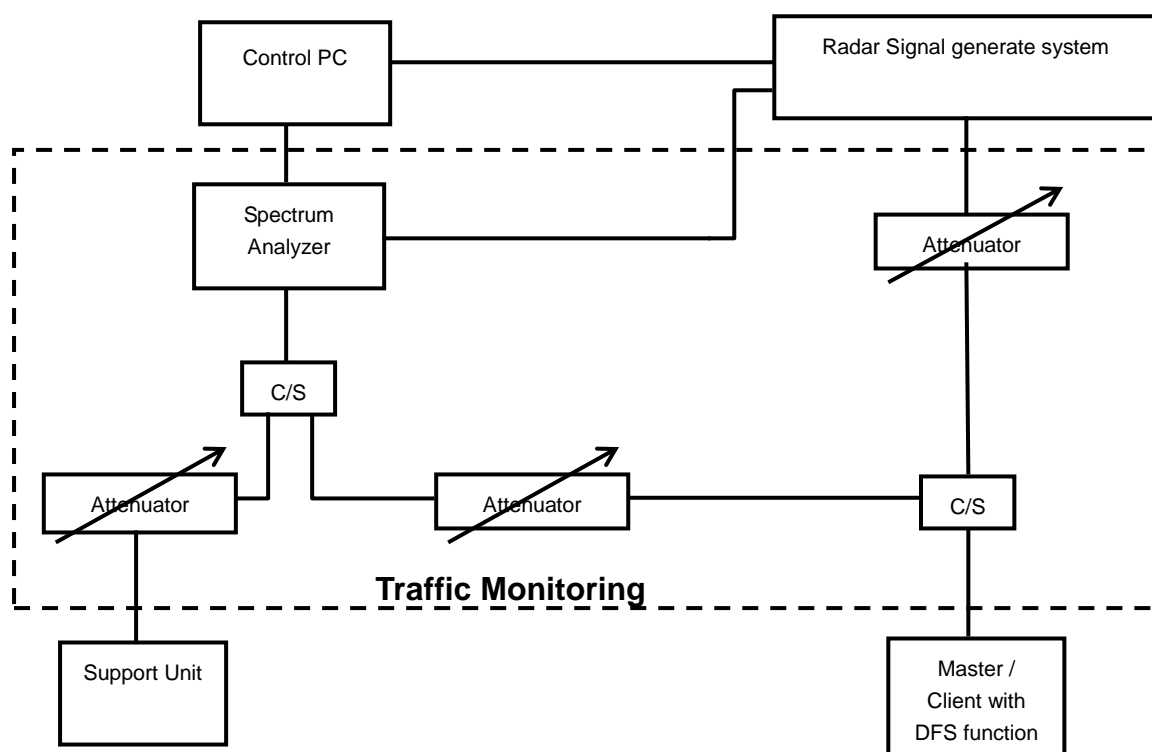 Control PC
Radar Signal generate system
Spectrum
Analyzer
Attenuator
C/S
Attenuator
Attenuator
C/S
Traffic Monitoring
Support Unit
Master /
Client with
DFS function